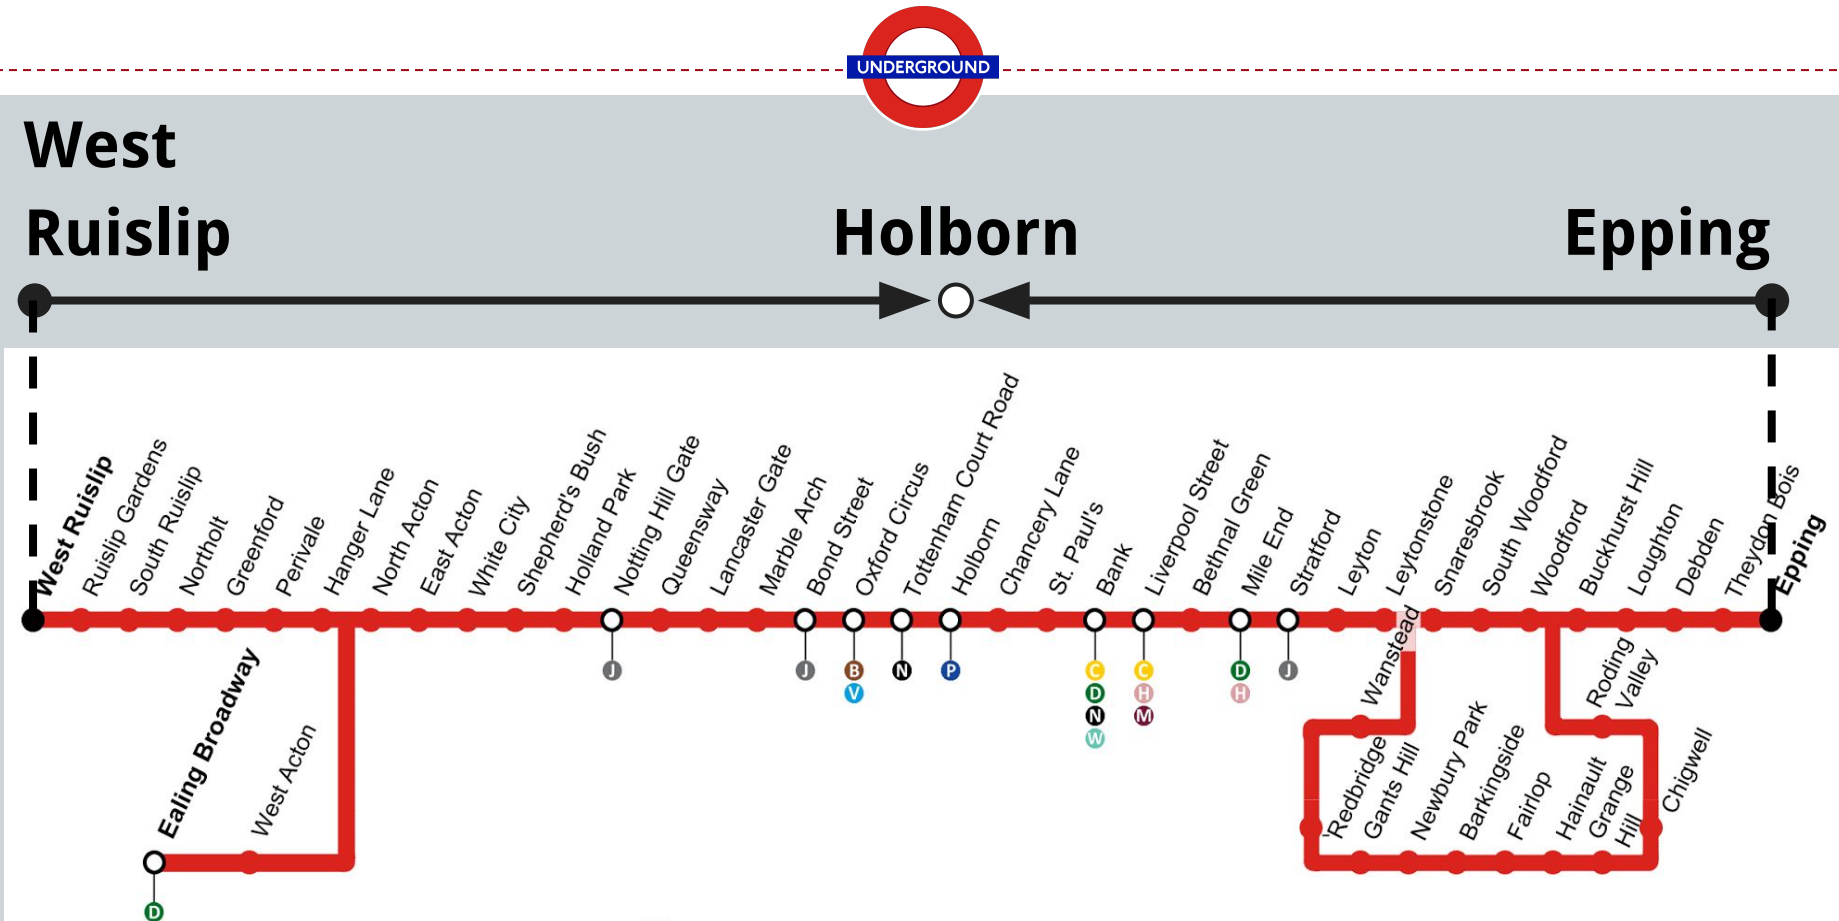 UNDERGROUND
West
Ruislip
Holborn
Epping
West Ruislip
Ruislip Gardens
South Ruislip
Northolt
Greenford
Perivale
Hanger Lane
North Acton
East Acton
White City
Shepherd's Bush
Holland Park
Notting Hill Gate
Queensway
Lancaster Gate
Marble Arch
Bond Street
Oxford Circus
Tottenham Court Road
Holborn
Chancery Lane
St. Paul's
Bank
Liverpool Street
Bethnal Green
Mile End
Stratford
Leyton
Leytonstone
Snaresbrook
South Woodford
Woodford
Buckhurst Hill
Loughton
Debden
Theydon Bois
Epping
J
J
B
V
N
P
C
D
N
W
C
H
M
D
H
J
Ealing Broadway
West Acton
D
Wanstead
Roding
Valley
'Redbridge
Gants Hill
Newbury Park
Barkingside
Fairlop
Hainault
Grange
Hill
Chigwell